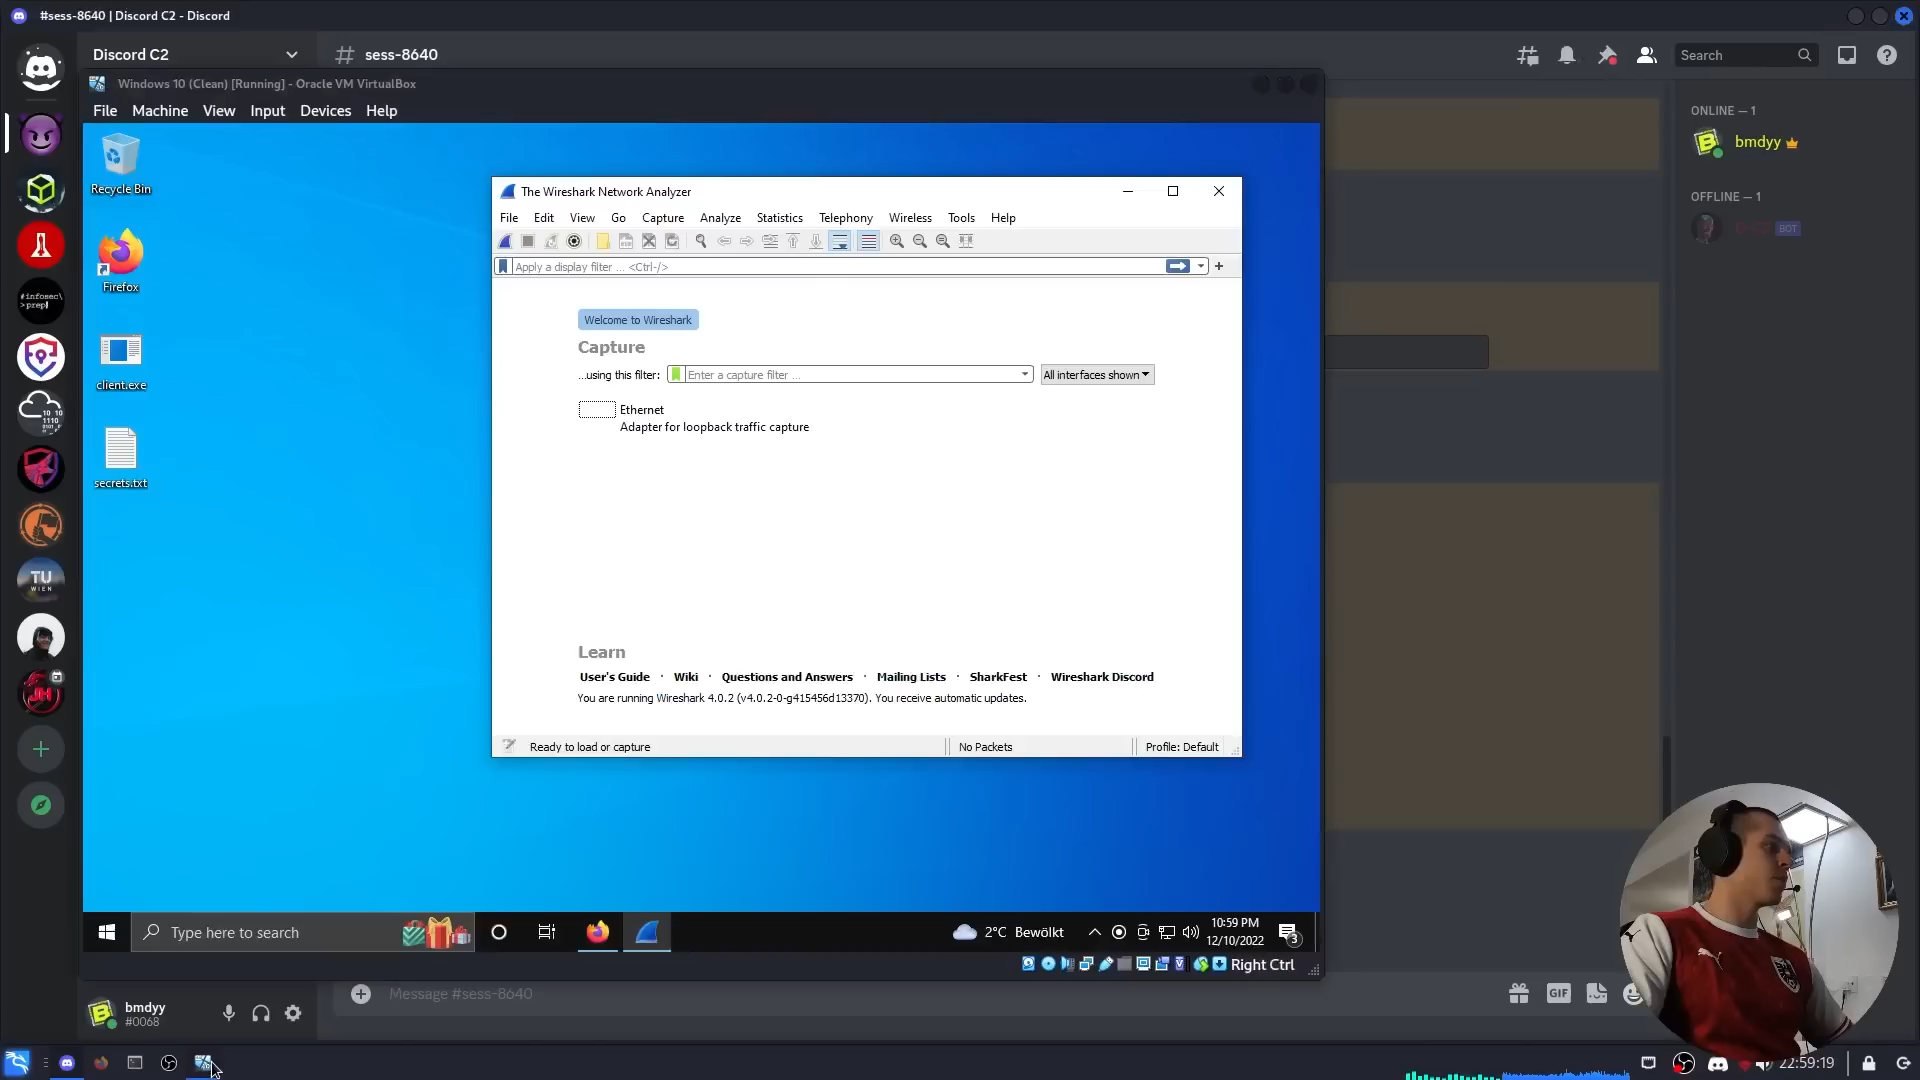 #sess-8640 | Discord C2 - Discord
Discord C2
sess-8640
Search
Windows 10 (Clean) [Running] - Oracle VM VirtualBox
File Machine View Input Devices Help
ONLINE — 1
bmdyy
OFFLINE — 1
BOT
Recycle Bin
Firefox
client.exe
secrets.txt
The Wireshark Network Analyzer
File Edit View Go Capture Analyze Statistics Telephony Wireless Tools Help
Apply a display filter ... <Ctrl-/>
Welcome to Wireshark
Capture
...using this filter: Enter a capture filter ... All interfaces shown
Ethernet
Adapter for loopback traffic capture
Learn
User's Guide · Wiki · Questions and Answers · Mailing Lists · SharkFest · Wireshark Discord
You are running Wireshark 4.0.2 (v4.0.2-0-g415456d13370). You receive automatic updates.
Ready to load or capture
No Packets
Profile: Default
#infosec\
>prep
TU
WIEN
JH
Type here to search
2°C Bewölkt
10:59 PM
12/10/2022
3
Right Ctrl
bmdyy
#0068
Message #sess-8640
GIF
22:59:19